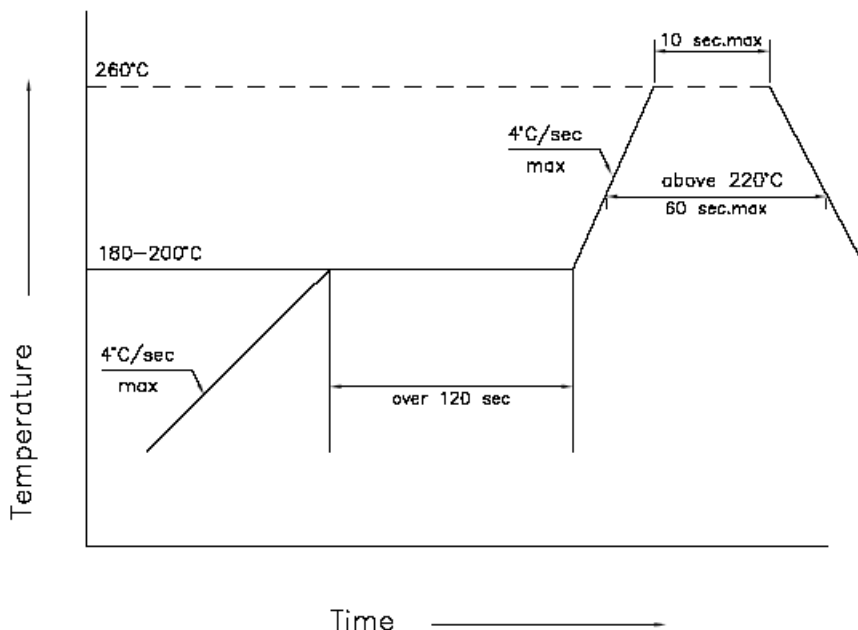 10 sec.max
260°C
4°C/sec
max
above 220°C
60 sec.max
180-200°C
4°C/sec
max
over 120 sec
Temperature
Time